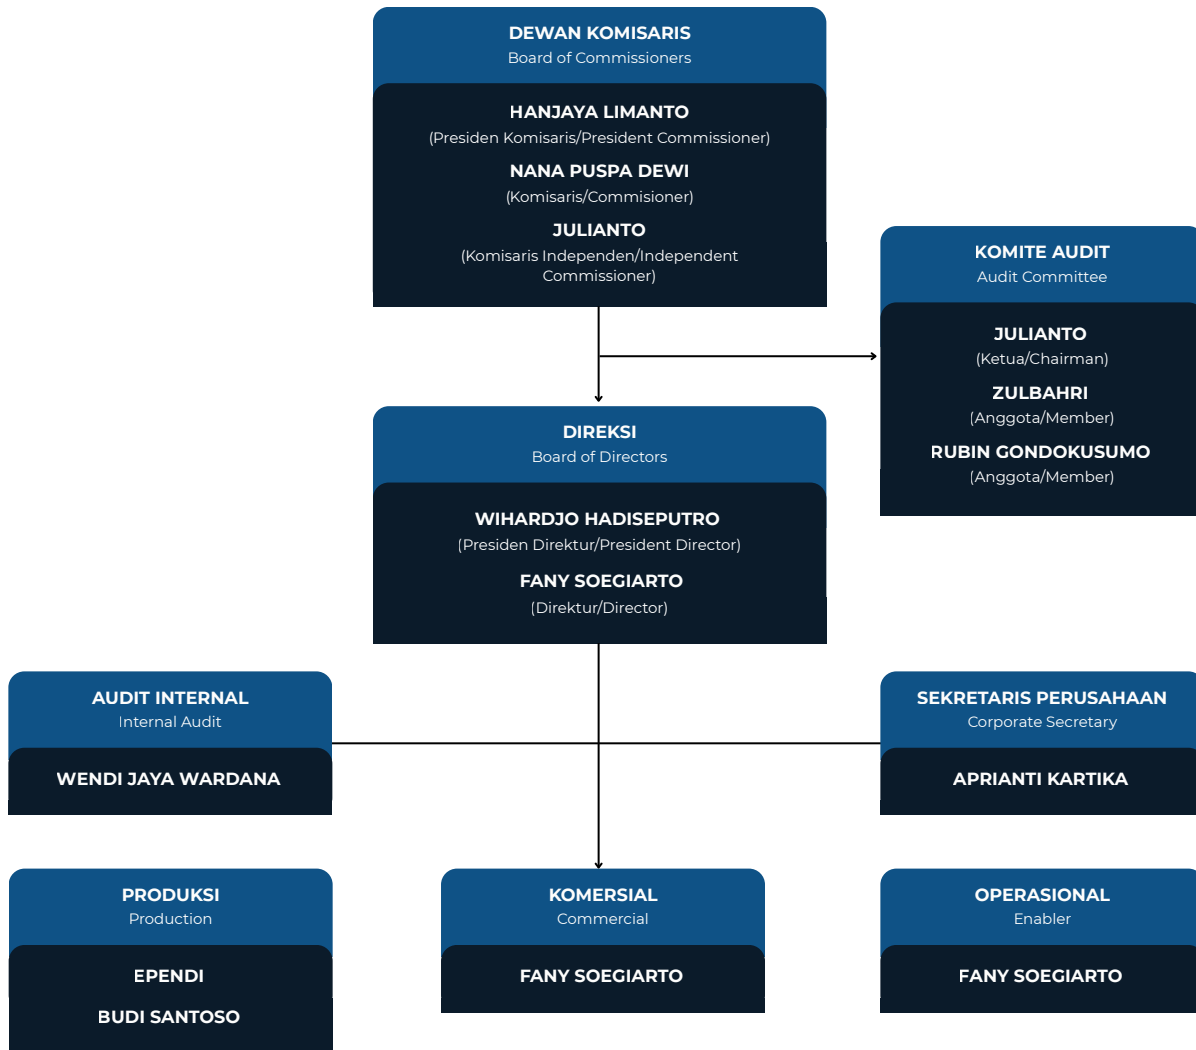 DEWAN KOMISARIS
Board of Commissioners
HANJAYA LIMANTO
(Presiden Komisaris/President Commissioner)
NANA PUSPA DEWI
(Komisaris/Commisioner)
JULIANTO
(Komisaris Independen/Independent
Commissioner)
KOMITE AUDIT
Audit Committee
JULIANTO
(Ketua/Chairman)
ZULBAHRI
(Anggota/Member)
RUBIN GONDOKUSUMO
(Anggota/Member)
DIREKSI
Board of Directors
WIHARDJO HADISEPUTRO
(Presiden Direktur/President Director)
FANY SOEGIARTO
(Direktur/Director)
AUDIT INTERNAL
Internal Audit
WENDI JAYA WARDANA
SEKRETARIS PERUSAHAAN
Corporate Secretary
APRIANTI KARTIKA
PRODUKSI
Production
EPENDI
BUDI SANTOSO
KOMERSIAL
Commercial
FANY SOEGIARTO
OPERASIONAL
Enabler
FANY SOEGIARTO